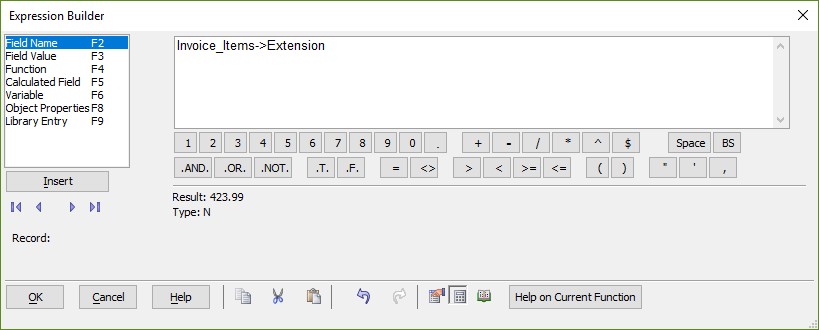 Expression Builder
Field Name F2
Field Value F3
Function F4
Calculated Field F5
Variable F6
Object Properties F8
Library Entry F9
Insert
Record:
Invoice_Items->Extension
1 2 3 4 5 6 7 8 9 0 . + - / * ^ $ Space BS
.AND. .OR. .NOT. .T. .F. = <> > < >= <= ( ) " ' ,
Result: 423.99
Type: N
OK Cancel Help Help on Current Function